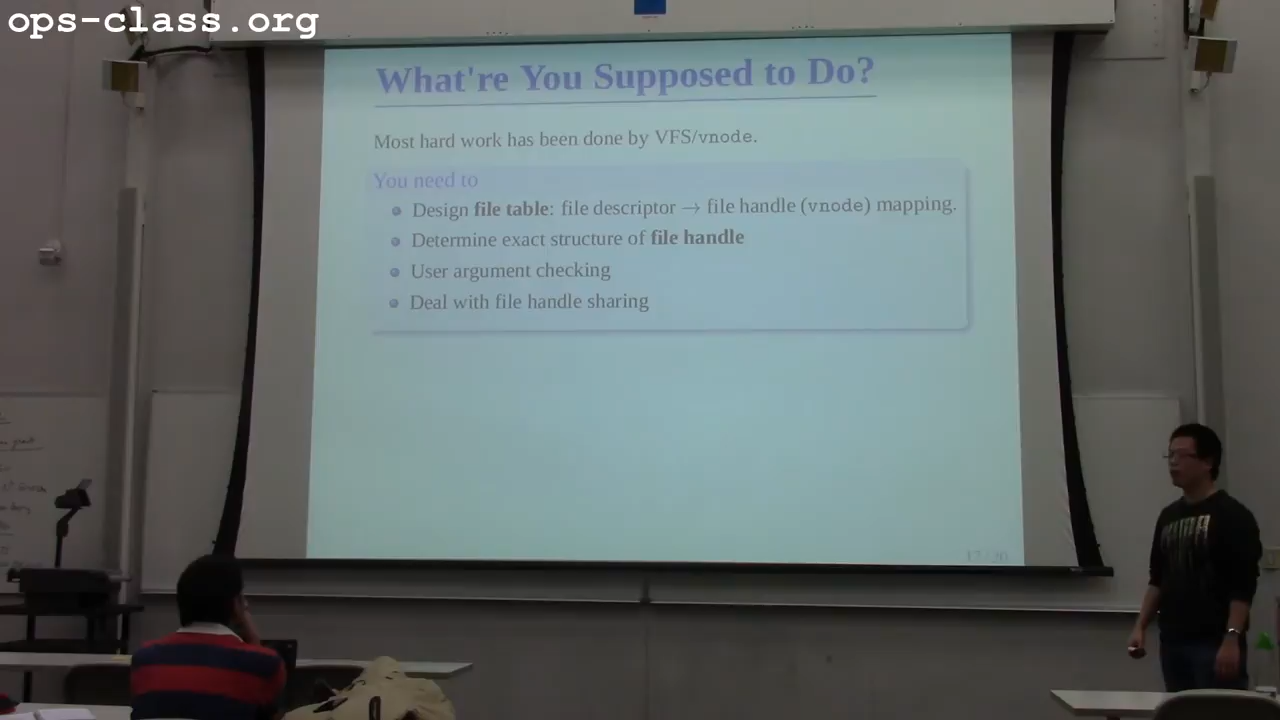 ops-class.org
What're You Supposed to Do?
Most hard work has been done by VFS/vnode.
You need to
Design file table: file descriptor → file handle (vnode) mapping.
Determine exact structure of file handle
User argument checking
Deal with file handle sharing